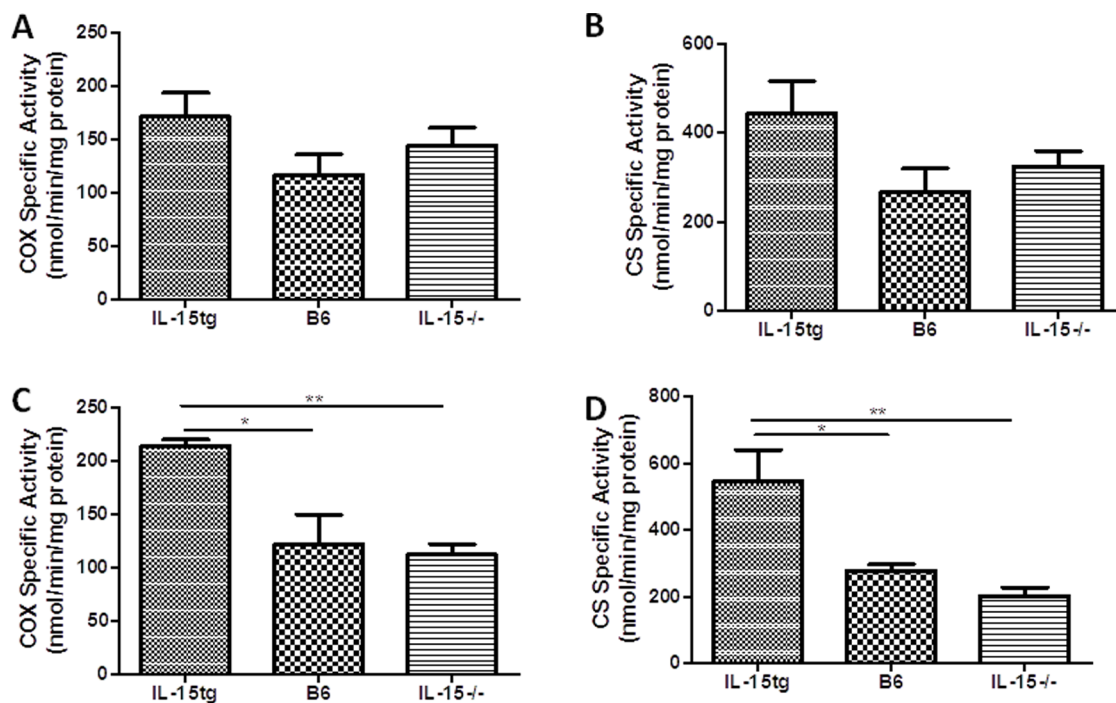 A
COX Specific Activity
(nmol/min/mg protein)
250
200
150
100
50
0
IL-15tg B6 IL-15-/-
B
CS Specific Activity
(nmol/min/mg protein)
600
400
200
0
IL-15tg B6 IL-15-/-
C
COX Specific Activity
(nmol/min/mg protein)
250
200
150
100
50
0
**
*
IL-15tg B6 IL-15-/-
D
CS Specific Activity
(nmol/min/mg protein)
800
600
400
200
0
**
*
IL-15tg B6 IL-15-/-